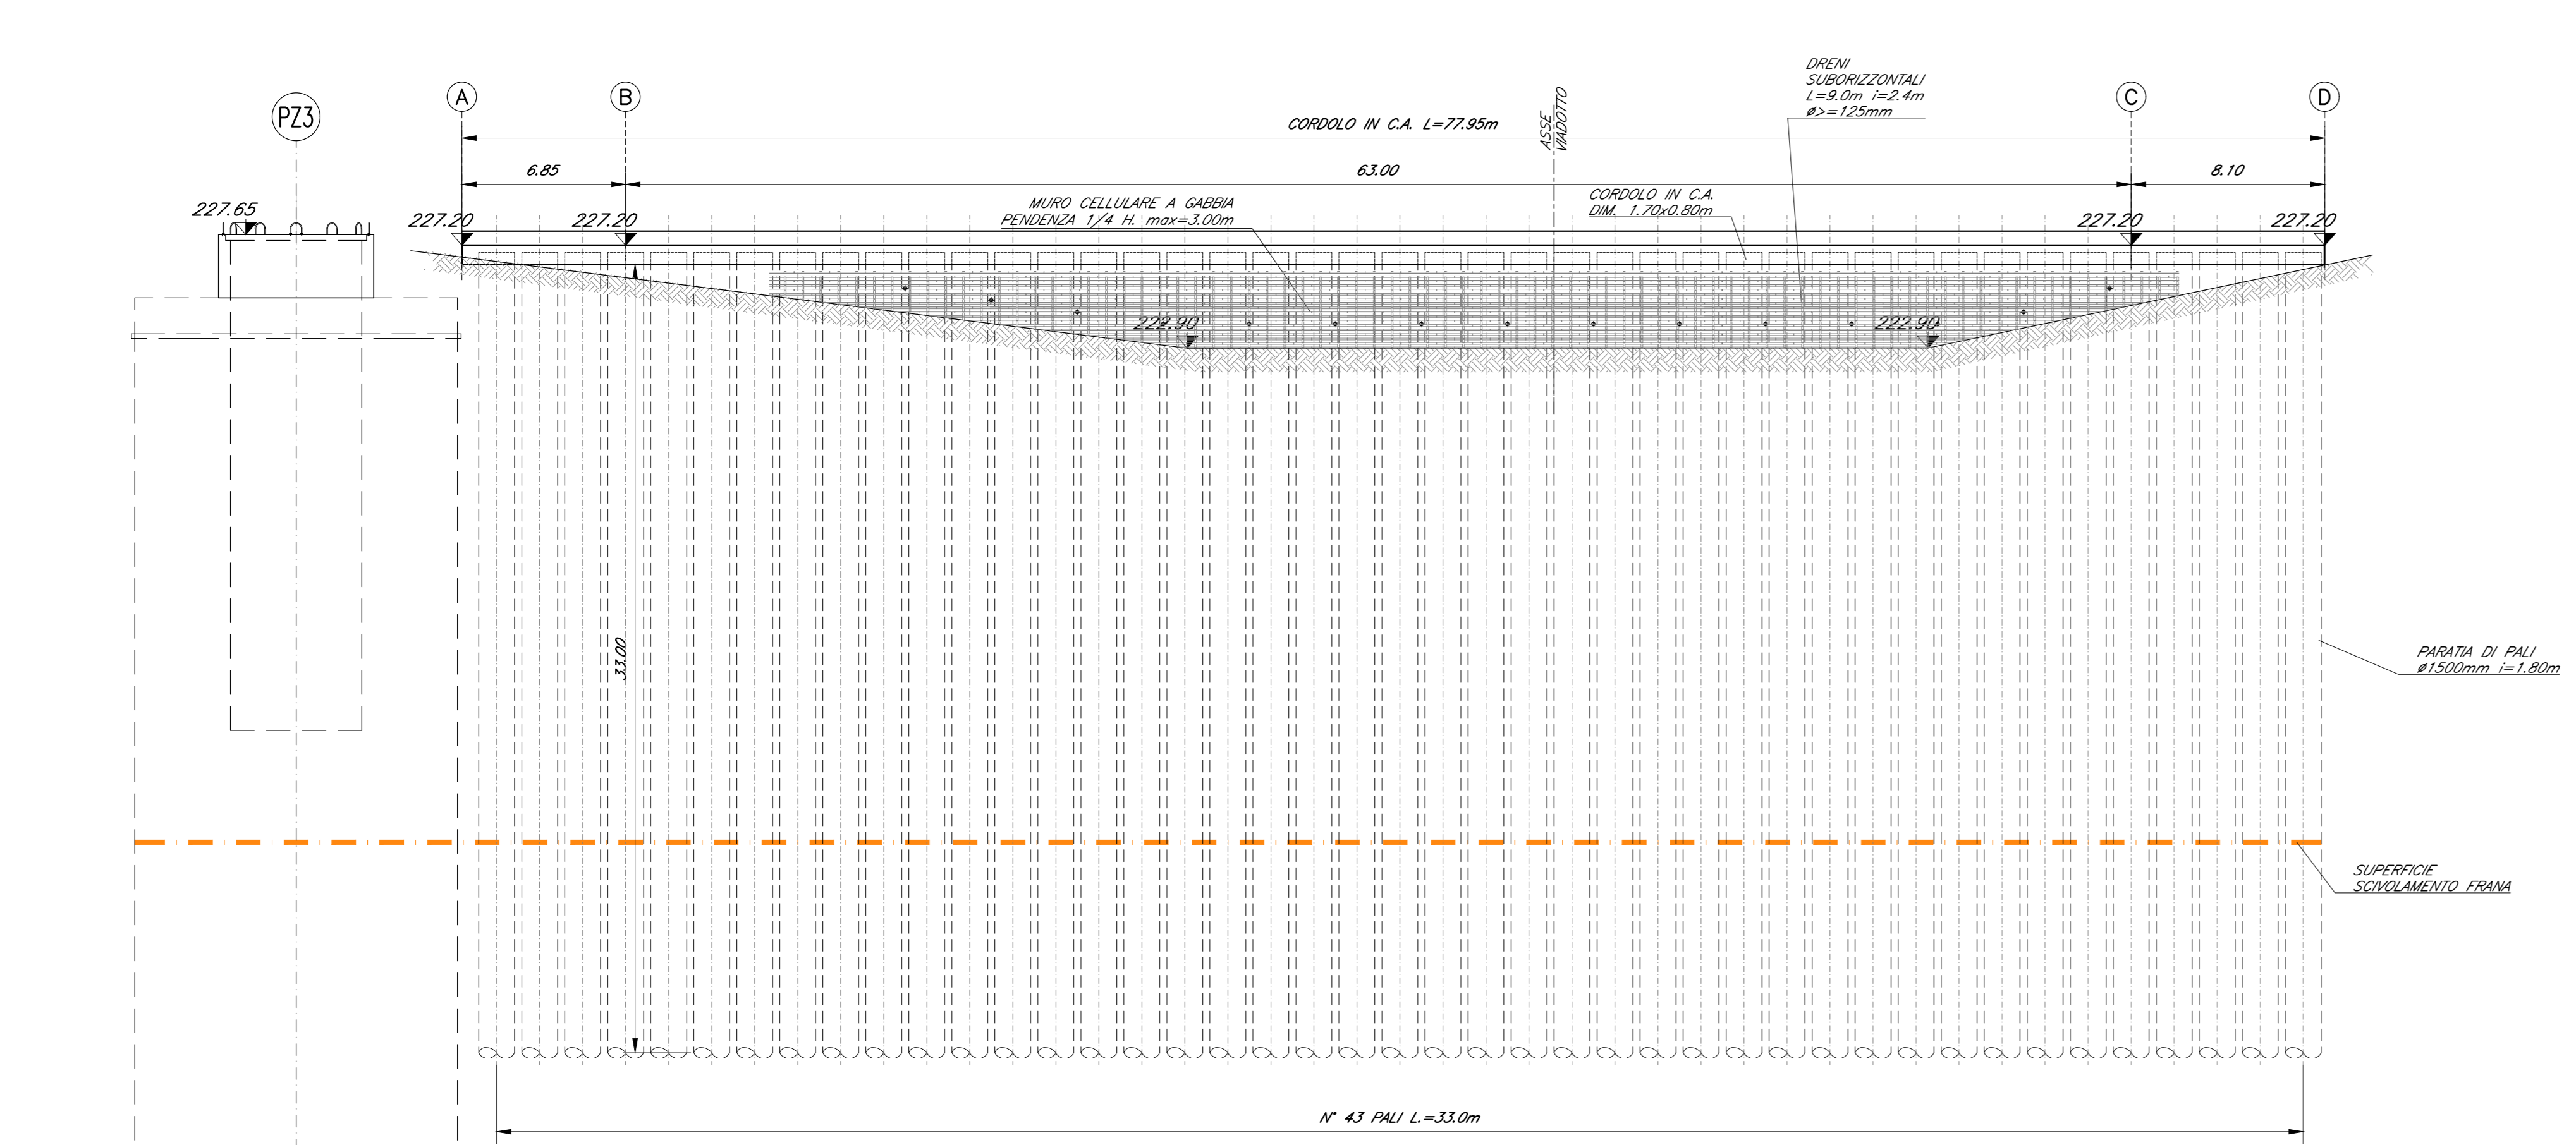 DRENI
SUBORIZZONTALI
L=9.0m i=2.4m
ø>=125mm
PZ3
A
B
C
D
CORDOLO IN C.A. L=77.95m
ASSE
VIADOTTO
6.85
63.00
8.10
227.65
227.20
227.20
MURO CELLULARE A GABBIA
PENDENZA 1/4 H. max=3.00m
CORDOLO IN C.A.
DIM. 1.70x0.80m
227.20
227.20
222.90
222.90
33.00
PARATIA DI PALI
ø1500mm i=1.80m
SUPERFICIE
SCIVOLAMENTO FRANA
N° 43 PALI L.=33.0m